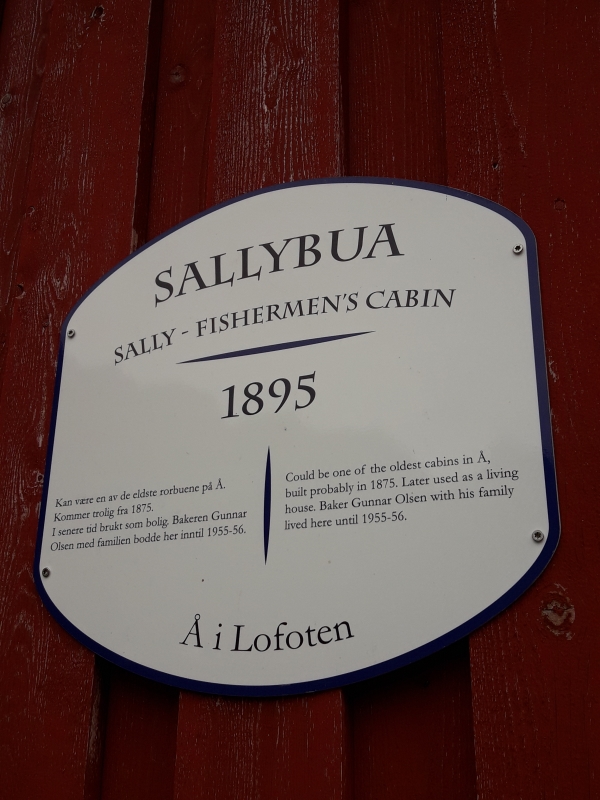 SALLYBUA
SALLY - FISHERMEN'S CABIN
1895
Kan være en av de eldste rorbuene på Å.
Kommer trolig fra 1875.
I senere tid brukt som bolig. Bakeren Gunnar
Olsen med familien bodde her inntil 1955-56.
Could be one of the oldest cabins in Å,
built probably in 1875. Later used as a living
house. Baker Gunnar Olsen with his family
lived here until 1955-56.
Å i Lofoten